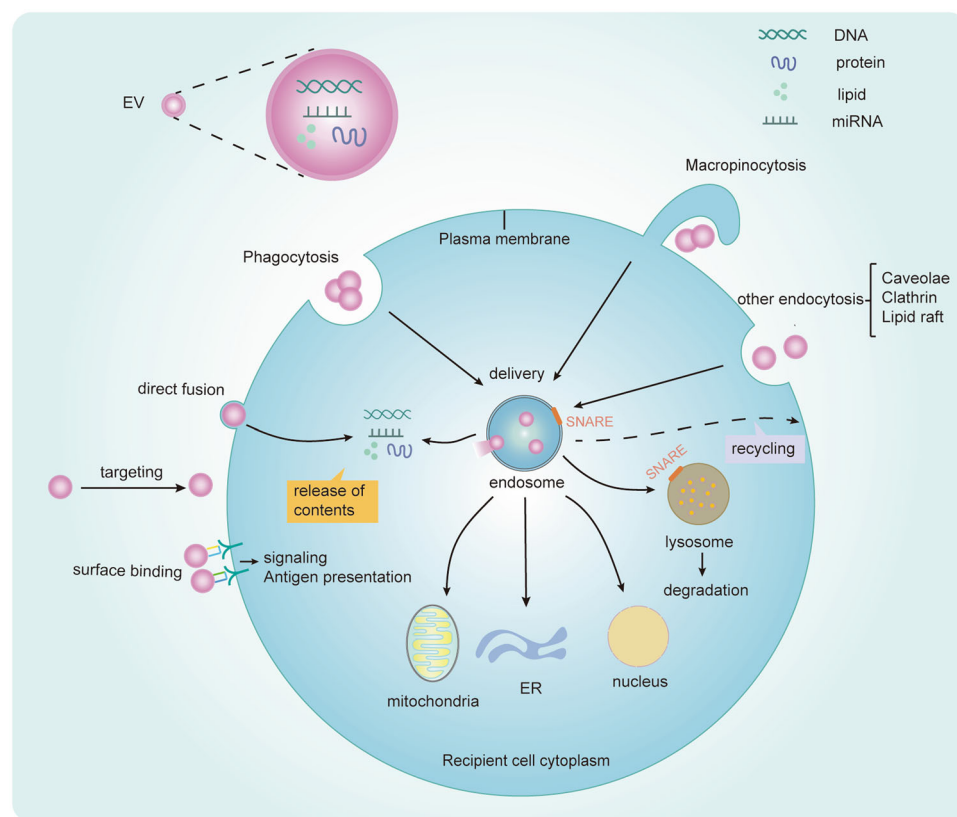 DNA
protein
lipid
miRNA
EV
Macropinocytosis
Plasma membrane
Phagocytosis
other endocytosis
Caveolae
Clathrin
Lipid raft
delivery
direct fusion
SNARE
recycling
SNARE
targeting
release of
contents
endosome
lysosome
surface binding
signaling
Antigen presentation
degradation
mitochondria
ER
nucleus
Recipient cell cytoplasm